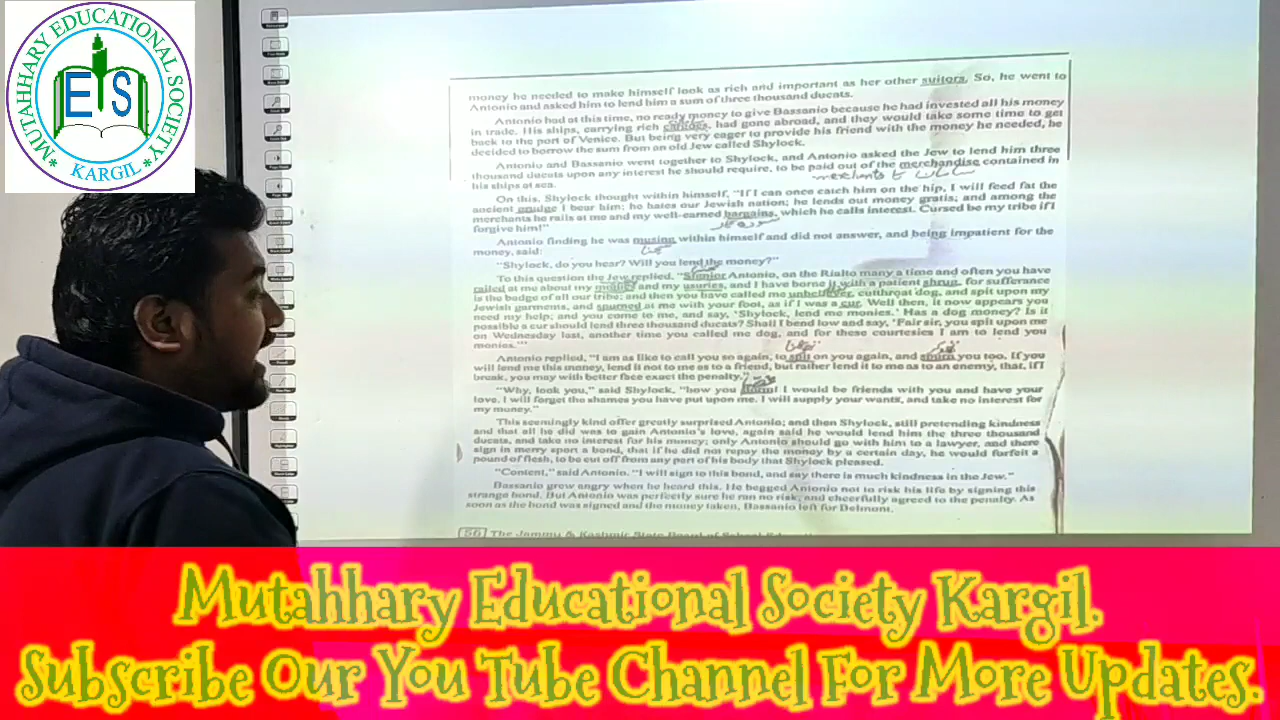 MUTAHHARY EDUCATIONAL SOCIETY
EIS
* KARGIL *
money he needed to make himself look as rich and important as her other suitors. So, he went to
Antonio and asked him to lend him a sum of three thousand ducats.
Antonio had at this time, no ready money to give Bassanio because he had invested all his money
in trade. His ships, carrying rich cargoes, had gone abroad, and they would take some time to get
back to the port of Venice. But being very eager to provide his friend with the money he needed, he
decided to borrow the sum from an old Jew called Shylock.
Antonio and Bassanio went together to Shylock, and Antonio asked the Jew to lend him three
thousand ducats upon any interest he should require, to be paid out of the merchandise contained in
his ships at sea.
merchants
On this, Shylock thought within himself, "If I can once catch him on the hip, I will feed fat the
ancient grudge I bear him; he hates our Jewish nation; he lends out money gratis; and among the
merchants he rails at me and my well-earned bargains, which he calls interest. Cursed be my tribe if I
forgive him!"
Antonio finding he was musing within himself and did not answer, and being impatient for the
money, said:
"Shylock, do you hear? Will you lend the money?"
To this question the Jew replied, "Signior Antonio, on the Rialto many a time and often you have
railed at me about my monies and my usuries, and I have borne it with a patient shrug, for sufferance
is the badge of all our tribe; and then you have called me unbeliever, cutthroat dog, and spit upon my
Jewish garments, and spurned at me with your foot, as if I was a cur. Well then, it now appears you
need my help; and you come to me, and say, 'Shylock, lend me monies.' Has a dog money? Is it
possible a cur should lend three thousand ducats? Shall I bend low and say, 'Fair sir, you spit upon me
on Wednesday last, another time you called me dog, and for these courtesies I am to lend you
monies.'"
Antonio replied, "I am as like to call you so again, to spit on you again, and spurn you too. If you
will lend me this money, lend it not to me as to a friend, but rather lend it to me as to an enemy, that, if I
break, you may with better face exact the penalty."
"Why, look you," said Shylock, "how you storm! I would be friends with you and have your
love. I will forget the shames you have put upon me. I will supply your wants, and take no interest for
my money."
This seemingly kind offer greatly surprised Antonio; and then Shylock, still pretending kindness
and that all he did was to gain Antonio's love, again said he would lend him the three thousand
ducats, and take no interest for his money; only Antonio should go with him to a lawyer, and there
sign in merry sport a bond, that if he did not repay the money by a certain day, he would forfeit a
pound of flesh, to be cut off from any part of his body that Shylock pleased.
"Content," said Antonio. "I will sign to this bond, and say there is much kindness in the Jew."
Bassanio grew angry when he heard this. He begged Antonio not to risk his life by signing this
strange bond. But Antonio was perfectly sure he ran no risk, and cheerfully agreed to the penalty. As
soon as the bond was signed and the money taken, Bassanio left for Belmont.
56 The Jammu & Kashmir State Board of School
Mutahhary Educational Society Kargil.
Subscribe Our You Tube Channel For More Updates.